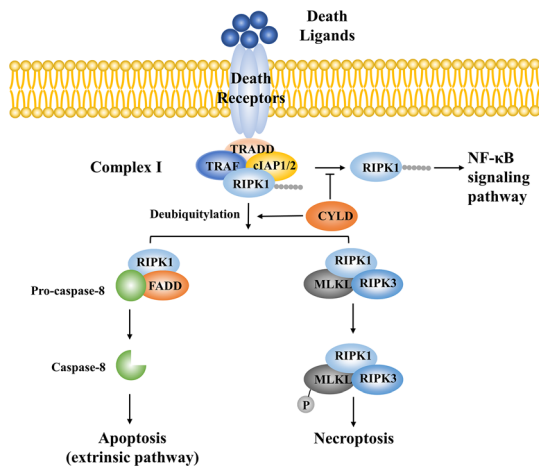 Death
Ligands
Death
Receptors
TRADD
Complex I
TRAF
cIAP1/2
RIPK1
RIPK1
NF-κB
signaling
pathway
Deubiquitylation
CYLD
RIPK1
Pro-caspase-8
FADD
RIPK1
MLKL
RIPK3
Caspase-8
RIPK1
MLKL
RIPK3
P
Apoptosis
(extrinsic pathway)
Necroptosis